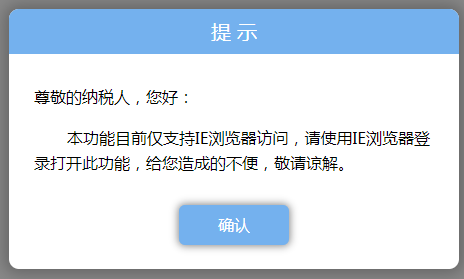 提示
尊敬的纳税人，您好：
本功能目前仅支持IE浏览器访问，请使用IE浏览器登
录打开此功能，给您造成的不便，敬请谅解。
确认